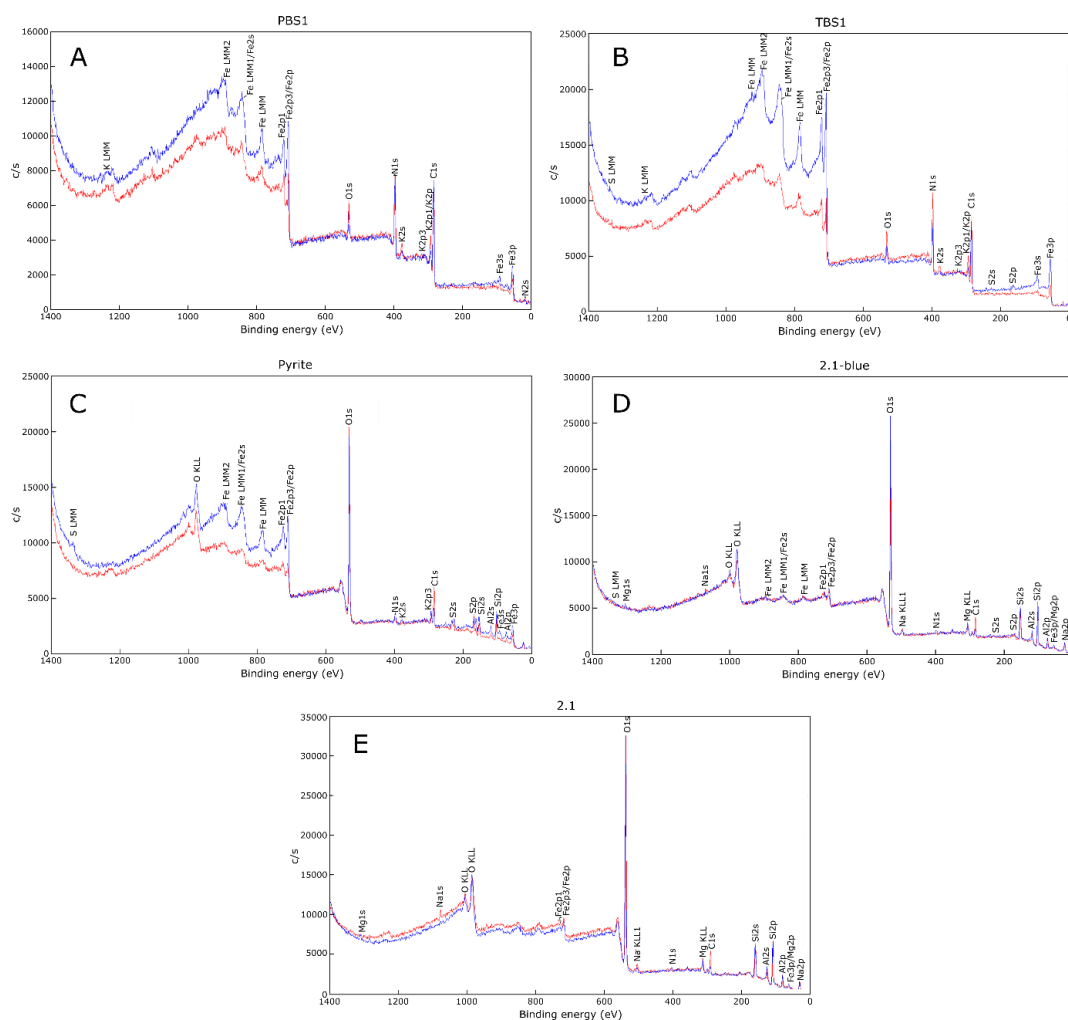 PBS1
A
16000
14000
12000
10000
8000
6000
4000
2000
0
c/s
K LMM
Fe LMM2
Fe LMM1/Fe2s
Fe LMM
Fe2p1
Fe2p3/Fe2p
O1s
N1s
K2s
K2p3
K2p1/K2p
C1s
Fe3s
Fe3p
N2s
1400 1200 1000 800 600 400 200 0
Binding energy (eV)
TBS1
B
25000
20000
15000
10000
5000
0
c/s
S LMM
K LMM
Fe LMM
Fe LMM2
Fe LMM1/Fe2s
Fe LMM
Fe2p1
Fe2p3/Fe2p
O1s
N1s
K2s
K2p3
K2p1/K2p
C1s
S2s
S2p
Fe3s
Fe3p
1400 1200 1000 800 600 400 200 0
Binding energy (eV)
Pyrite
C
25000
20000
15000
10000
5000
0
c/s
S LMM
O KLL
Fe LMM2
Fe LMM1/Fe2s
Fe LMM
Fe2p1
Fe2p3/Fe2p
O1s
N1s
K2s
K2p3
C1s
S2s
S2p
Si2s
Al2s
Si2p
Fe3s
Al2p
Fe3p
1400 1200 1000 800 600 400 200 0
Binding energy (eV)
2.1-blue
D
30000
25000
20000
15000
10000
5000
0
c/s
S LMM
Mg1s
Na1s
O KLL
O KLL
Fe LMM2
Fe LMM1/Fe2s
Fe LMM
Fe2p1
Fe2p3/Fe2p
O1s
Na KLL1
N1s
Mg KLL
C1s
S2s
S2p
Si2s
Al2s
Si2p
Al2p
Fe3p/Mg2p
Na2p
1400 1200 1000 800 600 400 200 0
Binding energy (eV)
2.1
E
35000
30000
25000
20000
15000
10000
5000
0
c/s
Mg1s
Na1s
O KLL
O KLL
Fe2p1
Fe2p3/Fe2p
O1s
Na KLL1
N1s
Mg KLL
C1s
Si2s
Al2s
Si2p
Al2p
Fe3p/Mg2p
Na2p
1400 1200 1000 800 600 400 200 0
Binding energy (eV)